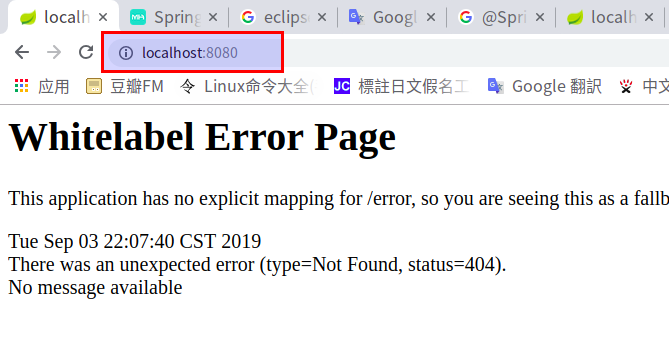 localh
Spring
eclips
Googl
@Spri
localh
localhost:8080
应用 豆瓣FM Linux命令大全( 標註日文假名工 Google 翻訳 中文
Whitelabel Error Page
This application has no explicit mapping for /error, so you are seeing this as a fallb
Tue Sep 03 22:07:40 CST 2019
There was an unexpected error (type=Not Found, status=404).
No message available